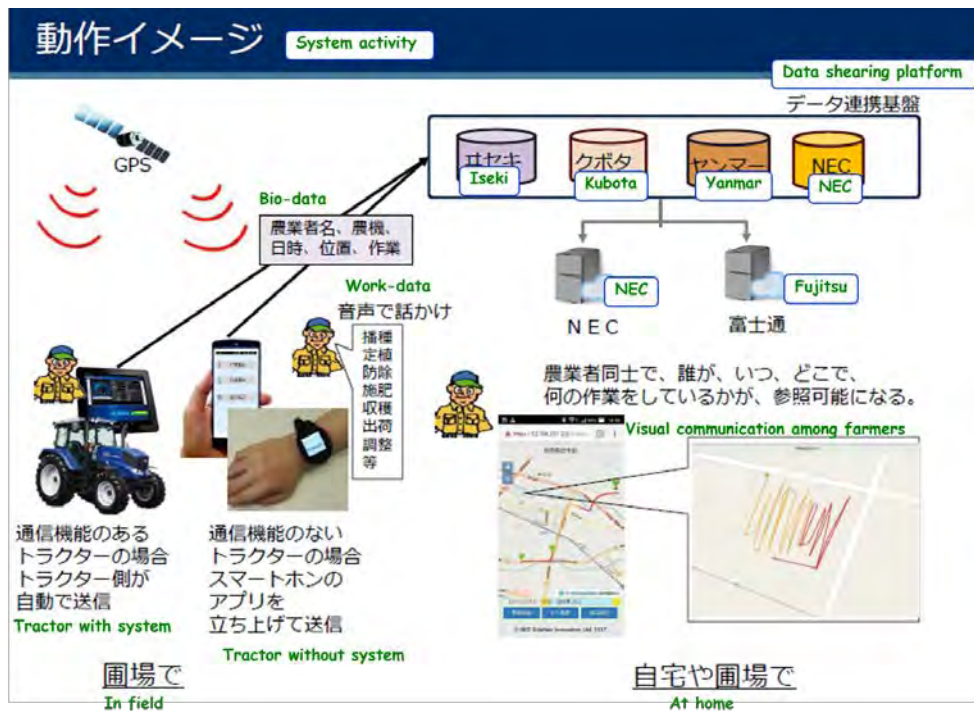 動作イメージ
System activity
Data shearing platform
データ連携基盤
GPS
ヰセキ
クボタ
ヤンマー
NEC
Iseki
Kubota
Yanmar
NEC
Bio-data
農業者名、農機、
日時、位置、作業
Work-data
音声で話かけ
播種
定植
防除
施肥
収穫
出荷
調整
等
NEC
Fujitsu
ＮＥＣ
富士通
農業者同士で、誰が、いつ、どこで、
何の作業をしているかが、参照可能になる。
Visual communication among farmers
通信機能のある
トラクターの場合
トラクター側が
自動で送信
Tractor with system
通信機能のない
トラクターの場合
スマートホンの
アプリを
立ち上げて送信
Tractor without system
圃場で
In field
自宅や圃場で
At home